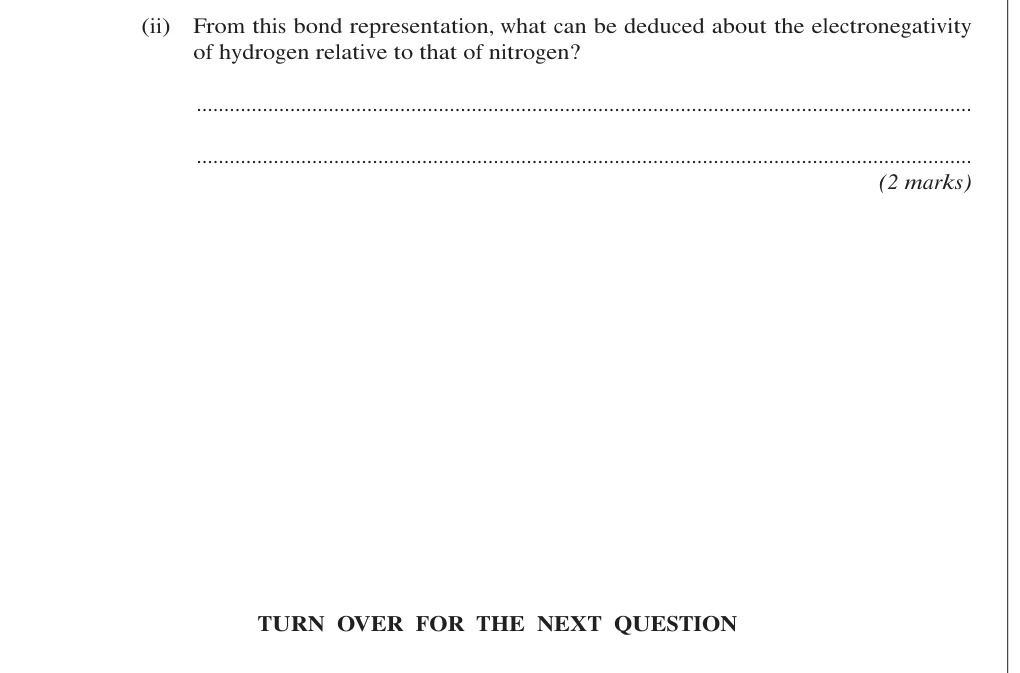 (ii) From this bond representation, what can be deduced about the electronegativity
of hydrogen relative to that of nitrogen?
................................................................................................................................................
................................................................................................................................................
(2 marks)
TURN OVER FOR THE NEXT QUESTION